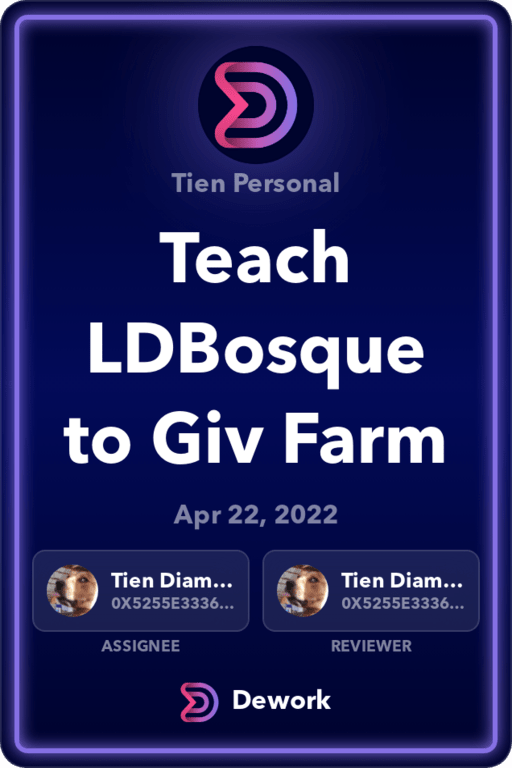 Tien Personal
Teach
LDBosque
to Giv Farm
Apr 22, 2022
Tien Diam...
0X5255E3336...
ASSIGNEE
Tien Diam...
0X5255E3336...
REVIEWER
Dework